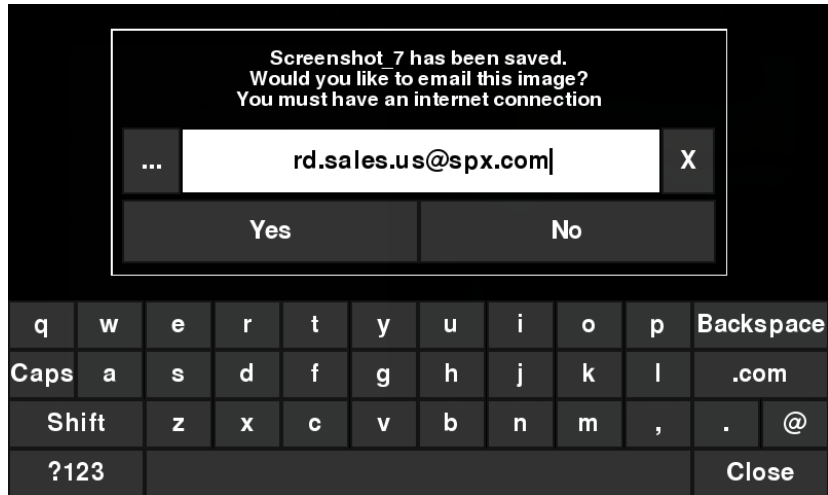 Screenshot_7 has been saved.
Would you like to email this image?
You must have an internet connection
... rd.sales.us@spx.com X
Yes No
q w e r t y u i o p Backspace
Caps a s d f g h j k l .com
Shift z x c v b n m , . @
?123 Close